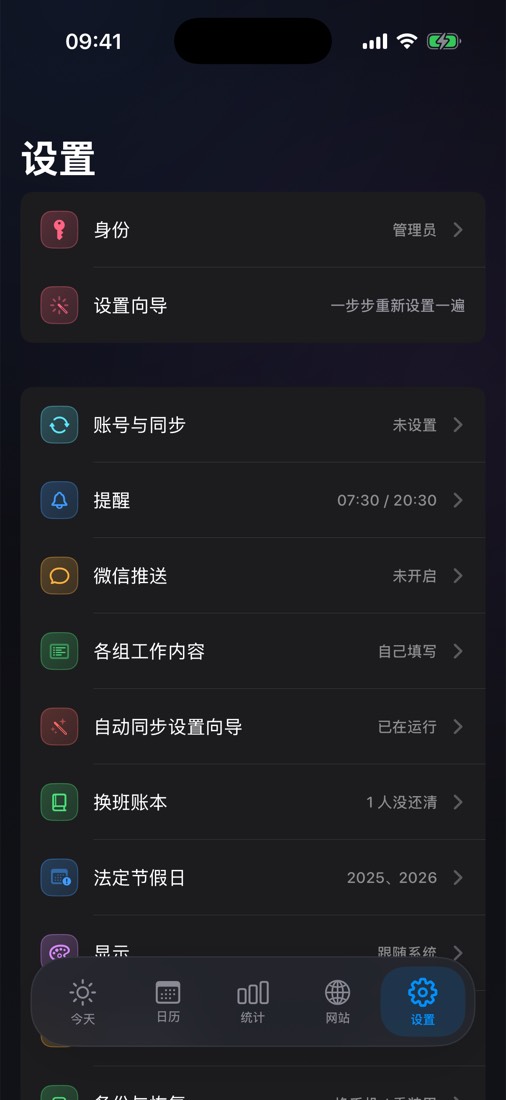 09:41
设置
身份 管理员
设置向导 一步步重新设置一遍
账号与同步 未设置
提醒 07:30 / 20:30
微信推送 未开启
各组工作内容 自己填写
自动同步设置向导 已在运行
换班账本 1 人没还清
法定节假日 2025、2026
显示 跟随系统
今天 日历 统计 网站 设置